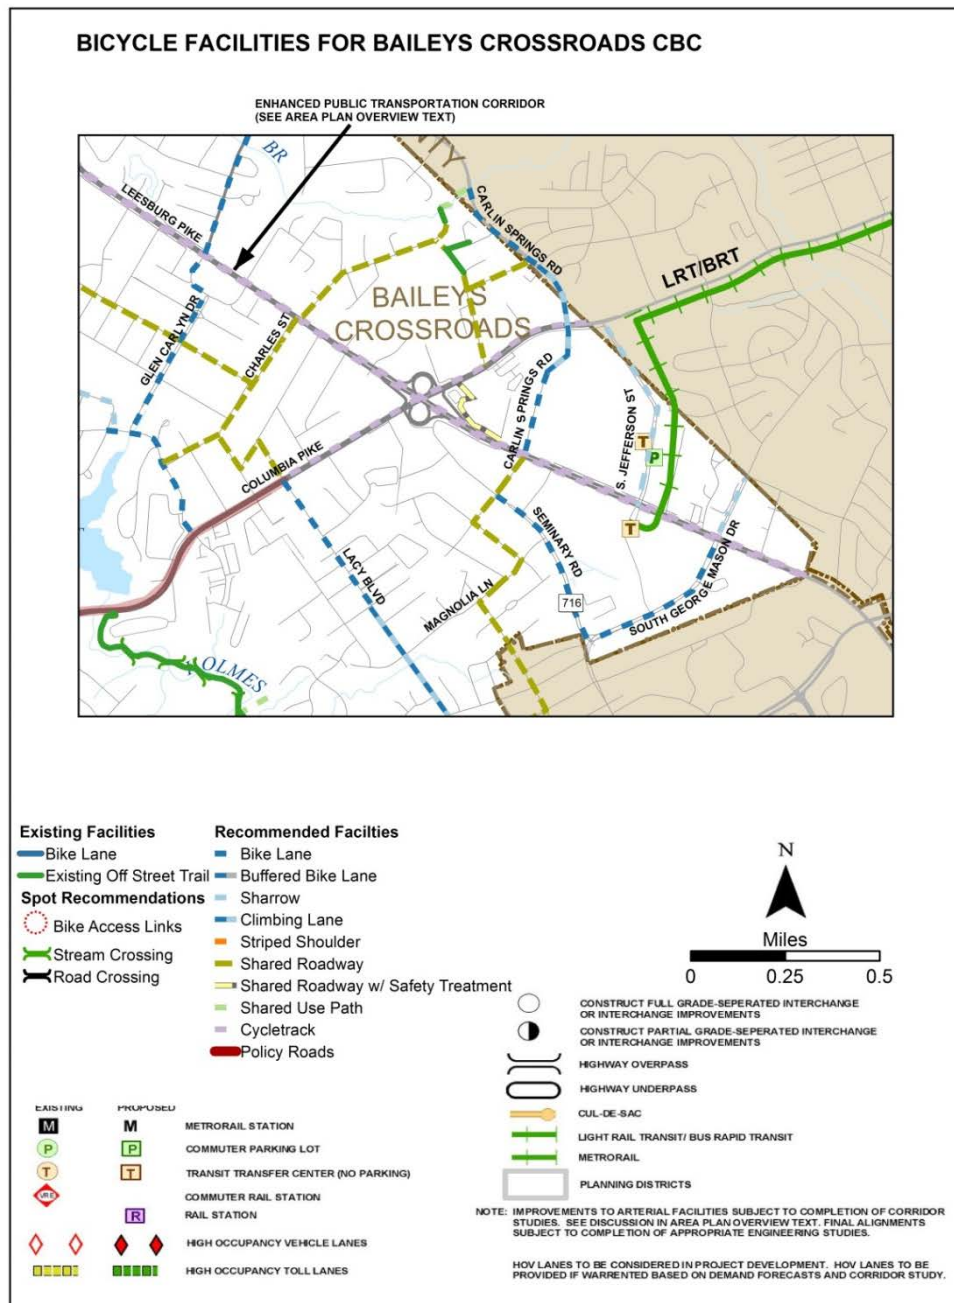 BICYCLE FACILITIES FOR BAILEYS CROSSROADS CBC
ENHANCED PUBLIC TRANSPORTATION CORRIDOR
(SEE AREA PLAN OVERVIEW TEXT)
BR
NTY
LEESBURG PIKE
CARLIN SPRINGS RD
LRT/BRT
GLEN CARLYN DR
CHARLES ST
BAILEYS
CROSSROADS
CARLIN SPRINGS RD
S. JEFFERSON ST
T
P
COLUMBIA PIKE
T
LACY BLVD
SEMINARY RD
SOUTH GEORGE MASON DR
716
MAGNOLIA LN
OLMES
Existing Facilities
Bike Lane
Existing Off Street Trail
Spot Recommendations
Bike Access Links
Stream Crossing
Road Crossing
Recommended Facilties
Bike Lane
Buffered Bike Lane
Sharrow
Climbing Lane
Striped Shoulder
Shared Roadway
Shared Roadway w/ Safety Treatment
Shared Use Path
Cycletrack
Policy Roads
N
Miles
0 0.25 0.5
CONSTRUCT FULL GRADE-SEPERATED INTERCHANGE
OR INTERCHANGE IMPROVEMENTS
CONSTRUCT PARTIAL GRADE-SEPERATED INTERCHANGE
OR INTERCHANGE IMPROVEMENTS
HIGHWAY OVERPASS
HIGHWAY UNDERPASS
CUL-DE-SAC
LIGHT RAIL TRANSIT/ BUS RAPID TRANSIT
METRORAIL
PLANNING DISTRICTS
EXISTING PROPOSED
M M METRORAIL STATION
P P COMMUTER PARKING LOT
T T TRANSIT TRANSFER CENTER (NO PARKING)
VRE COMMUTER RAIL STATION
R RAIL STATION
HIGH OCCUPANCY VEHICLE LANES
HIGH OCCUPANCY TOLL LANES
NOTE: IMPROVEMENTS TO ARTERIAL FACILITIES SUBJECT TO COMPLETION OF CORRIDOR
STUDIES. SEE DISCUSSION IN AREA PLAN OVERVIEW TEXT. FINAL ALIGNMENTS
SUBJECT TO COMPLETION OF APPROPRIATE ENGINEERING STUDIES.
HOV LANES TO BE CONSIDERED IN PROJECT DEVELOPMENT. HOV LANES TO BE
PROVIDED IF WARRENTED BASED ON DEMAND FORECASTS AND CORRIDOR STUDY.